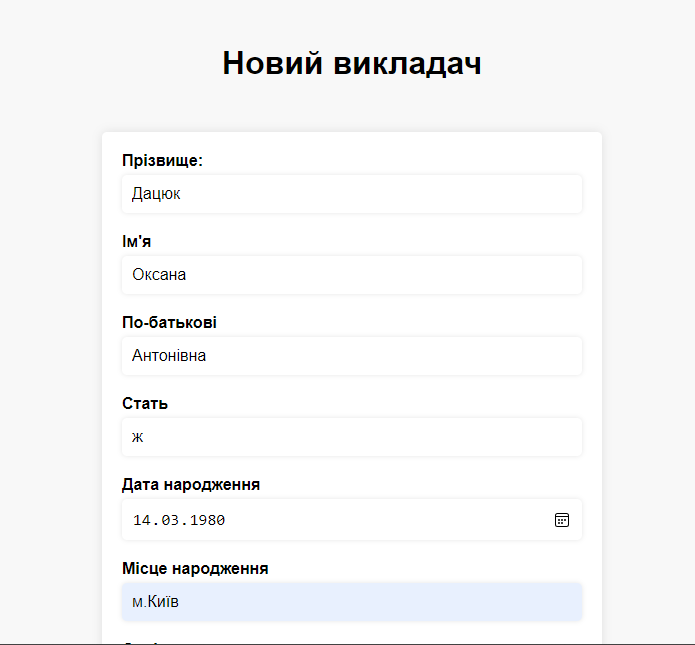 Новий викладач
Прізвище:
Дацюк
Ім'я
Оксана
По-батькові
Антонівна
Стать
ж
Дата народження
14.03.1980
Місце народження
м.Київ